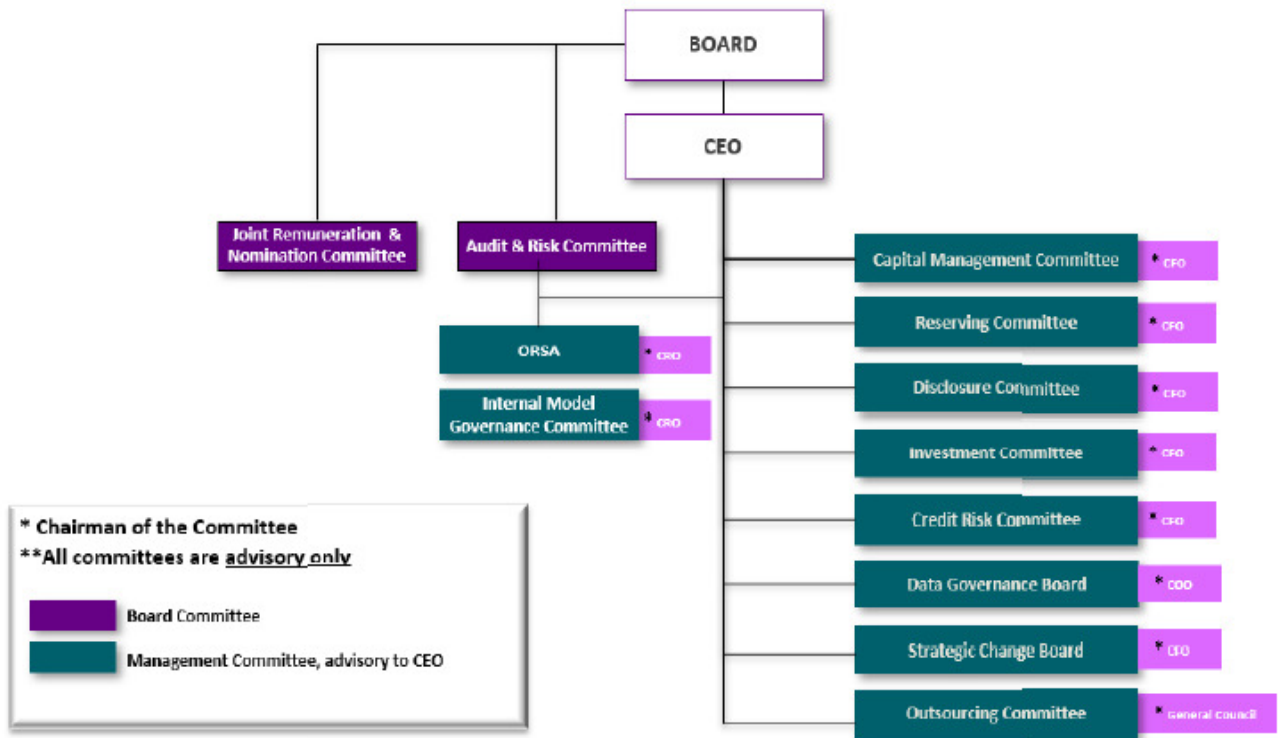 BOARD
CEO
Joint Remuneration &
Nomination Committee
Audit & Risk Committee
Capital Management Committee
* CFO
Reserving Committee
* CFO
ORSA
* CRO
Disclosure Committee
* CFO
Internal Model
Governance Committee
* CRO
Investment Committee
* CFO
Credit Risk Committee
* CFO
Data Governance Board
* COO
Strategic Change Board
* CFO
Outsourcing Committee
* General Council
* Chairman of the Committee
**All committees are advisory only
Board Committee
Management Committee, advisory to CEO